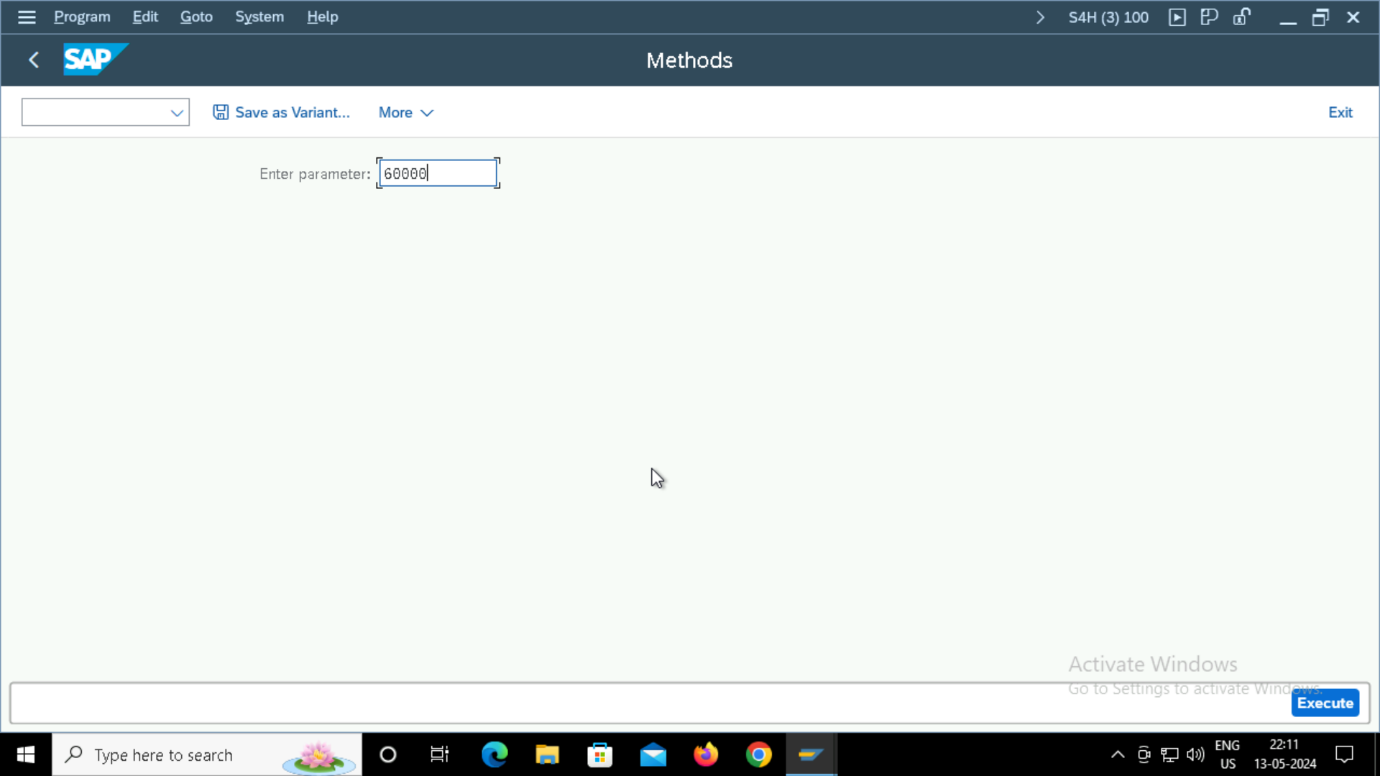 Program Edit Goto System Help S4H (3) 100
SAP Methods
Save as Variant... More Exit
Enter parameter: 60000
Activate Windows
Go to Settings to activate Windows.
Execute
Type here to search ENG 22:11
US 13-05-2024